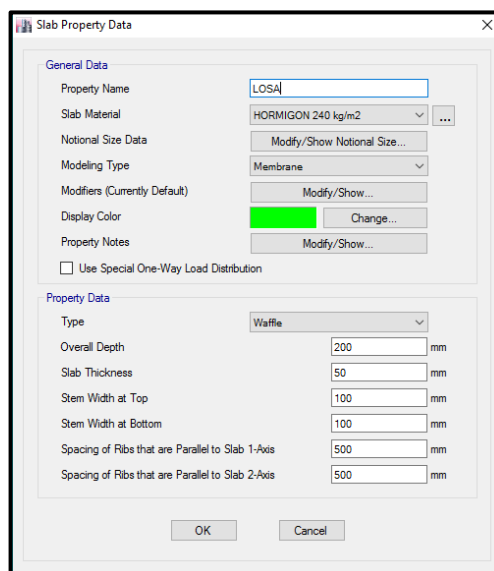 Slab Property Data
General Data
Property Name LOSA
Slab Material HORMIGON 240 kg/m2 ...
Notional Size Data Modify/Show Notional Size...
Modeling Type Membrane
Modifiers (Currently Default) Modify/Show...
Display Color Change...
Property Notes Modify/Show...
Use Special One-Way Load Distribution
Property Data
Type Waffle
Overall Depth 200 mm
Slab Thickness 50 mm
Stem Width at Top 100 mm
Stem Width at Bottom 100 mm
Spacing of Ribs that are Parallel to Slab 1-Axis 500 mm
Spacing of Ribs that are Parallel to Slab 2-Axis 500 mm
OK Cancel